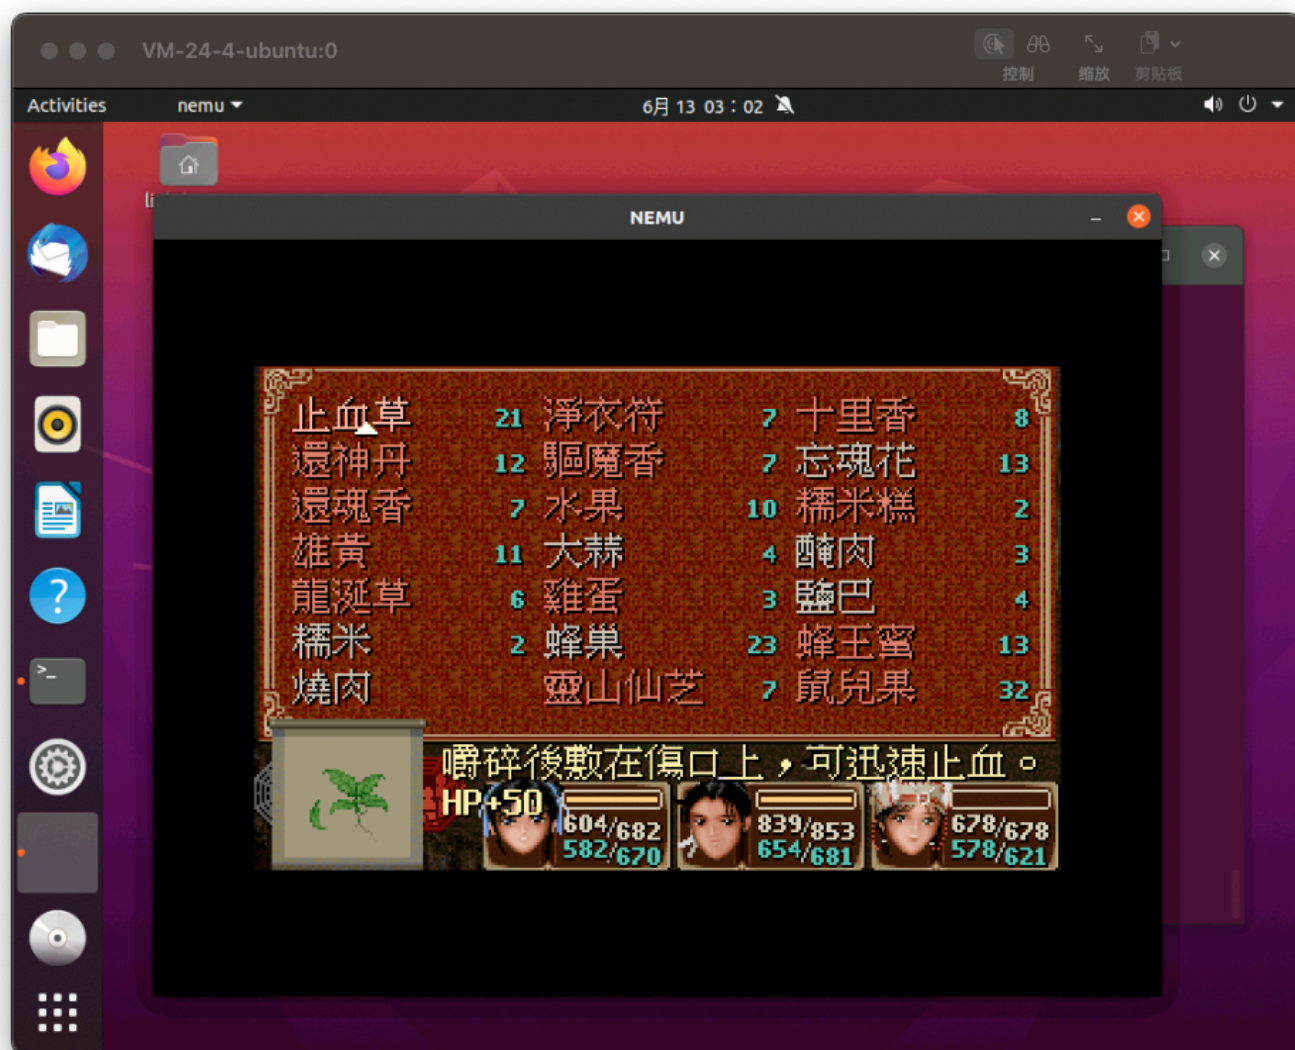 VM-24-4-ubuntu:0
控制 缩放 剪贴板
Activities nemu 6月 13 03：02
NEMU
止血草 21 淨衣符 7 十里香 8
還神丹 12 驅魔香 7 忘魂花 13
還魂香 7 水果 10 糯米糕 2
雄黃 11 大蒜 4 醃肉 3
龍涎草 6 雞蛋 3 鹽巴 4
糯米 2 蜂巢 23 蜂王蜜 13
燒肉 靈山仙芝 7 鼠兒果 32
嚼碎後敷在傷口上，可迅速止血。
HP+50
604/682 839/853 678/678
582/670 654/681 578/621